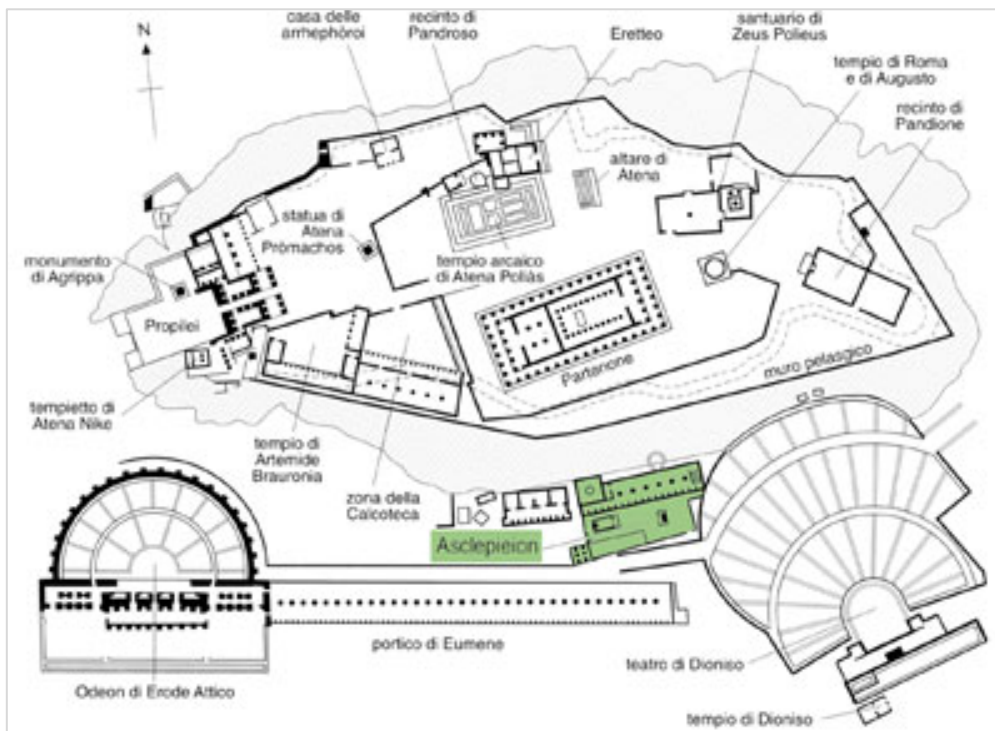 N
casa delle
arrhephòroi
recinto di
Pandroso
Eretteo
santuario di
Zeus Polieus
tempio di Roma
e di Augusto
recinto di
Pandione
altare di
Atena
statua di
Atena
Pròmachos
monumento
di Agrippa
tempio arcaico
di Atena Poliàs
Propilei
Partenone
muro pelasgico
tempietto di
Atena Nike
tempio di
Artemide
Brauronia
zona della
Calcoteca
Asclepieion
portico di Eumene
teatro di Dioniso
Odeon di Erode Attico
tempio di Dioniso